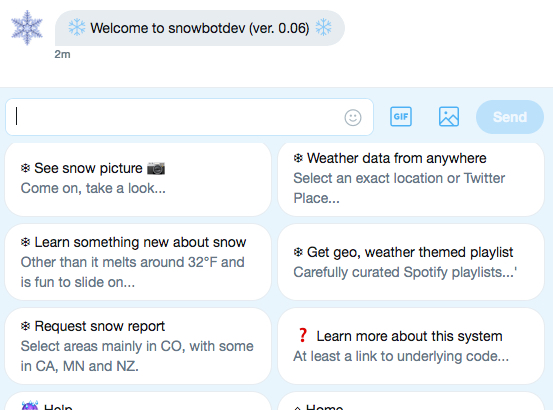 ❄ Welcome to snowbotdev (ver. 0.06) ❄
2m
GIF
Send
❄ See snow picture 📷
Come on, take a look...
❄ Weather data from anywhere
Select an exact location or Twitter
Place...
❄ Learn something new about snow
Other than it melts around 32°F and
is fun to slide on...
❄ Get geo, weather themed playlist
Carefully curated Spotify playlists...'
❄ Request snow report
Select areas mainly in CO, with some
in CA, MN and NZ.
❓ Learn more about this system
At least a link to underlying code...
Help
Home